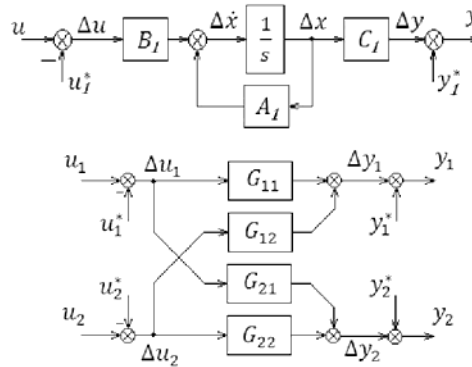 u Δu B₁ Δẋ 1/s Δx C₁ Δy y
− u₁* A₁ y₁*
u₁ Δu₁ G₁₁ Δy₁ y₁
− u₁* G₁₂ y₁*
u₂* G₂₁ y₂*
u₂ − G₂₂ y₂
Δu₂ Δy₂